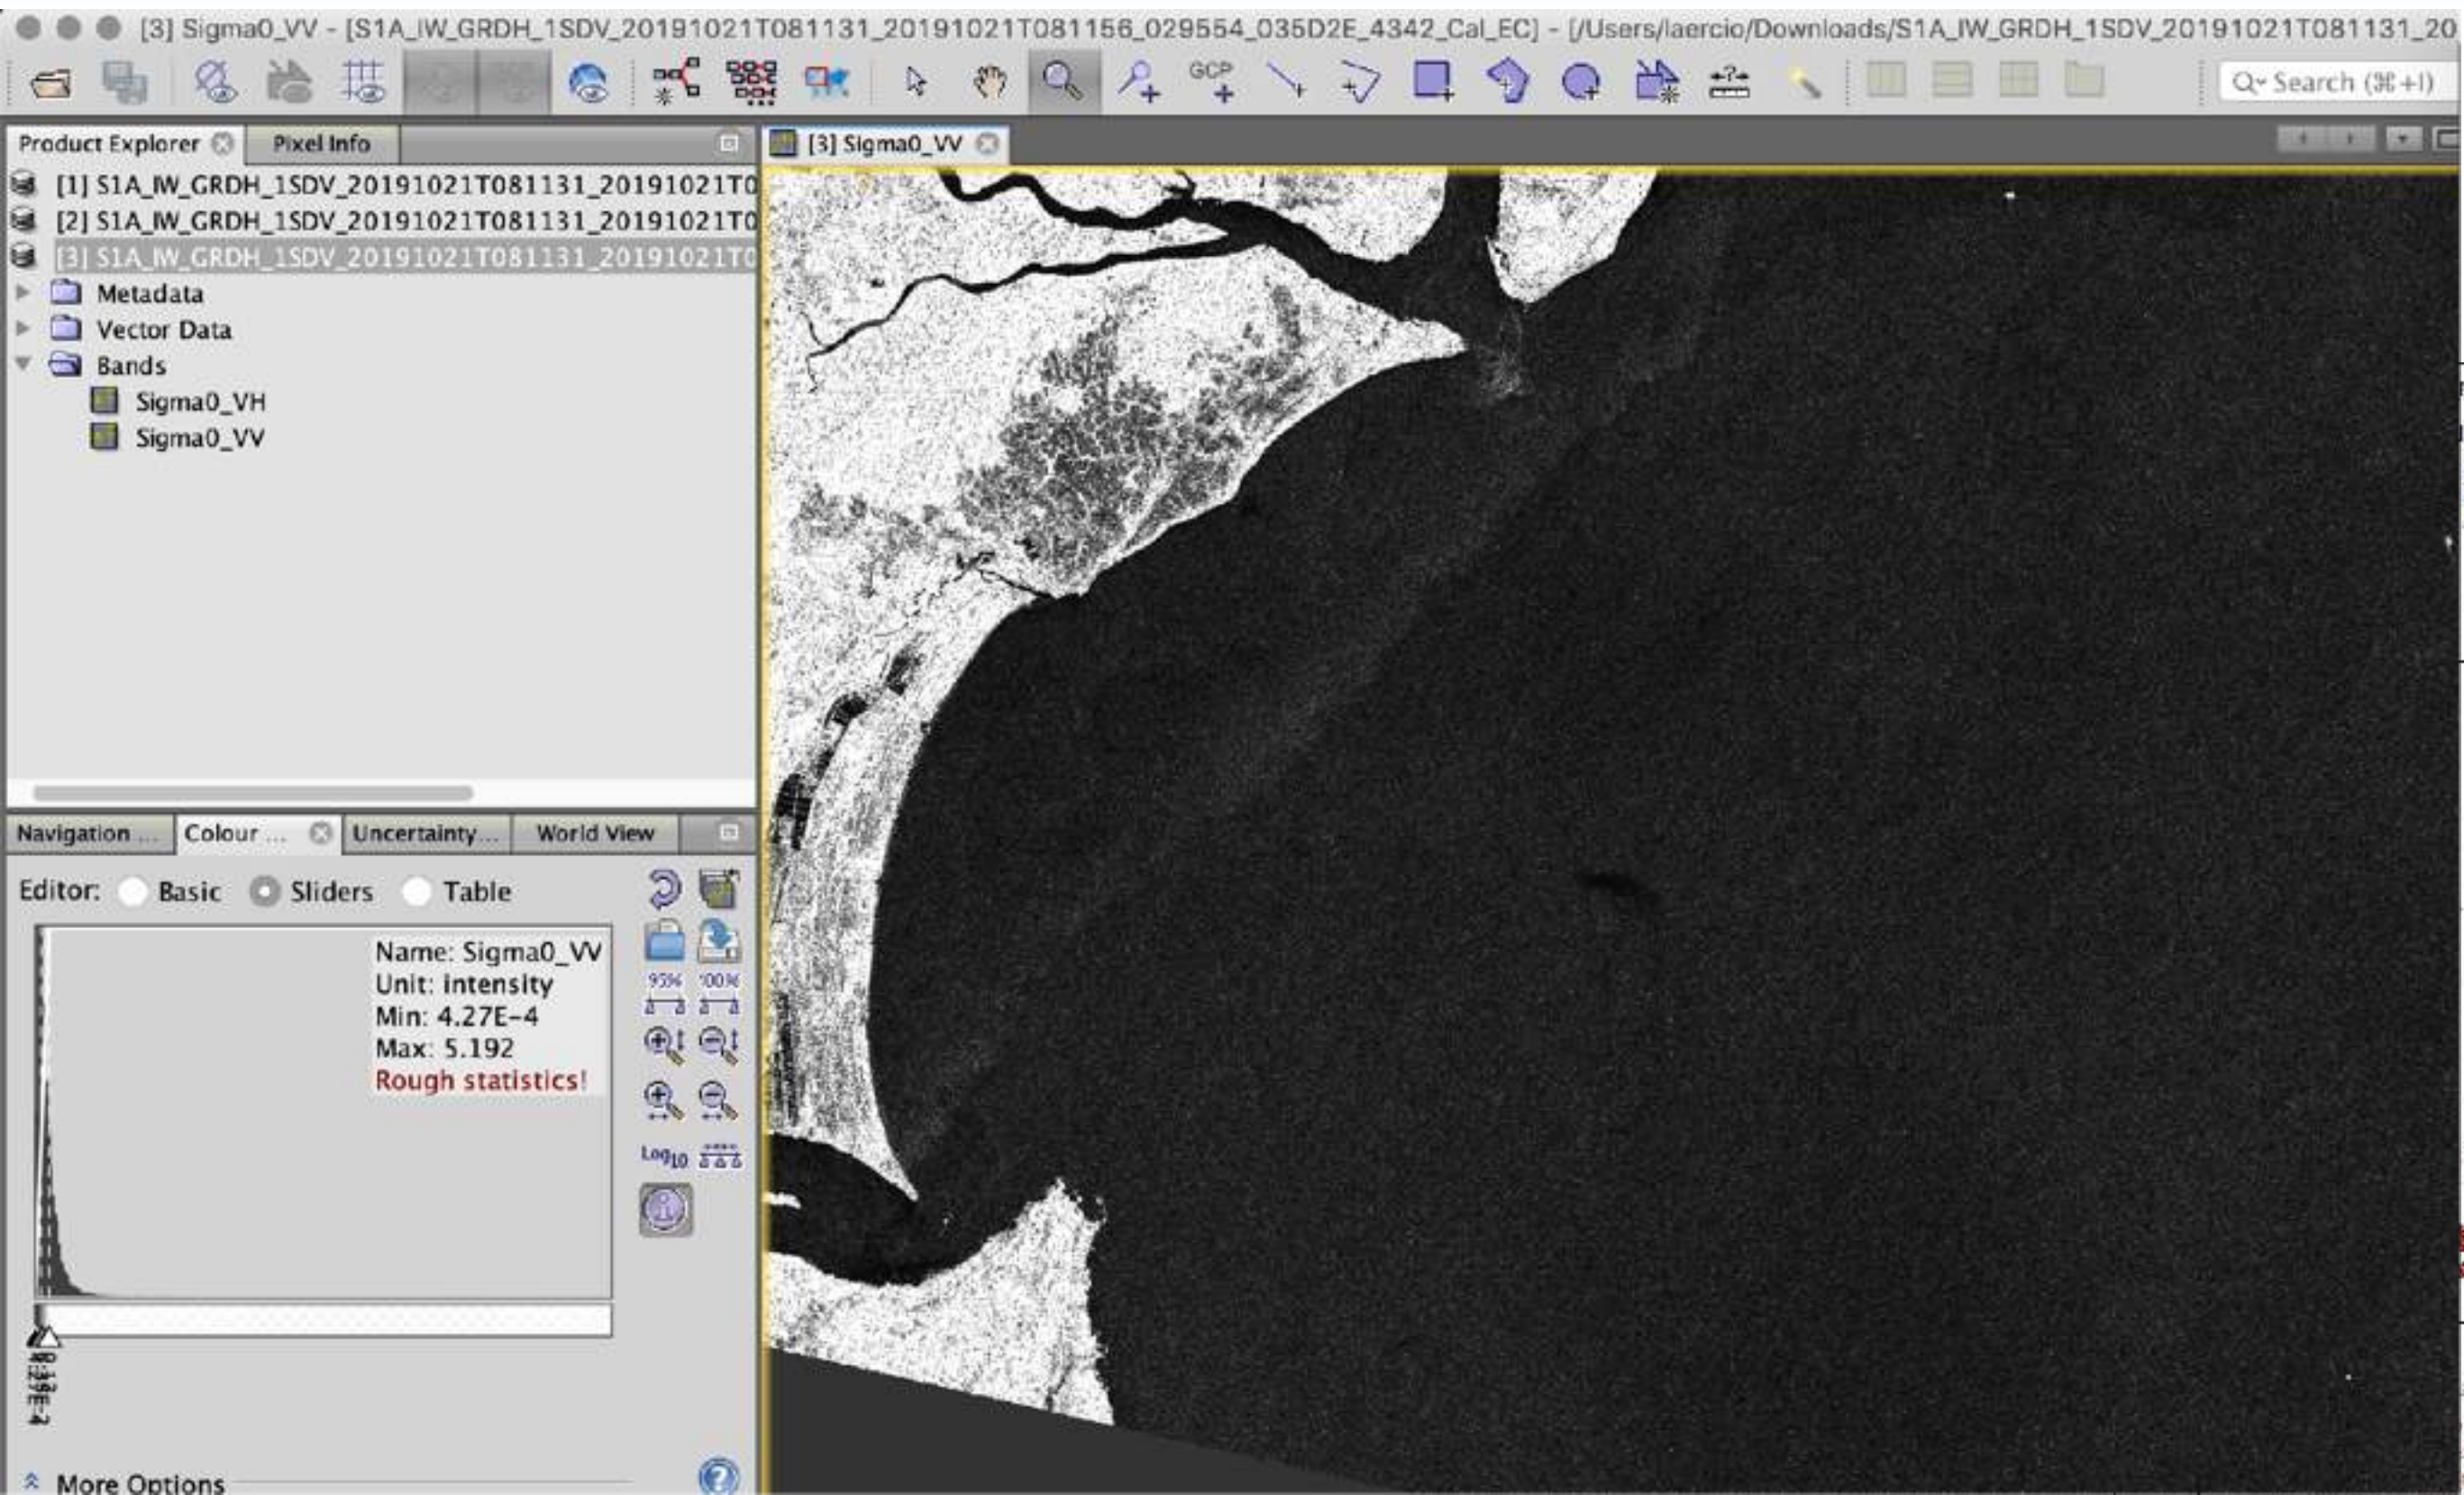 [3] Sigma0_VV - [S1A_IW_GRDH_1SDV_20191021T081131_20191021T081156_029554_035D2E_4342_Cal_EC] - [/Users/laercio/Downloads/S1A_IW_GRDH_1SDV_20191021T081131_20
GCP
Search (⌘+I)
Product Explorer
Pixel Info
[3] Sigma0_VV
[1] S1A_IW_GRDH_1SDV_20191021T081131_20191021T0
[2] S1A_IW_GRDH_1SDV_20191021T081131_20191021T0
[3] S1A_IW_GRDH_1SDV_20191021T081131_20191021T0
Metadata
Vector Data
Bands
Sigma0_VH
Sigma0_VV
Navigation ...
Colour ...
Uncertainty...
World View
Editor: Basic Sliders Table
Name: Sigma0_VV
Unit: intensity
Min: 4.27E-4
Max: 5.192
Rough statistics!
95% 100%
Log10
More Options